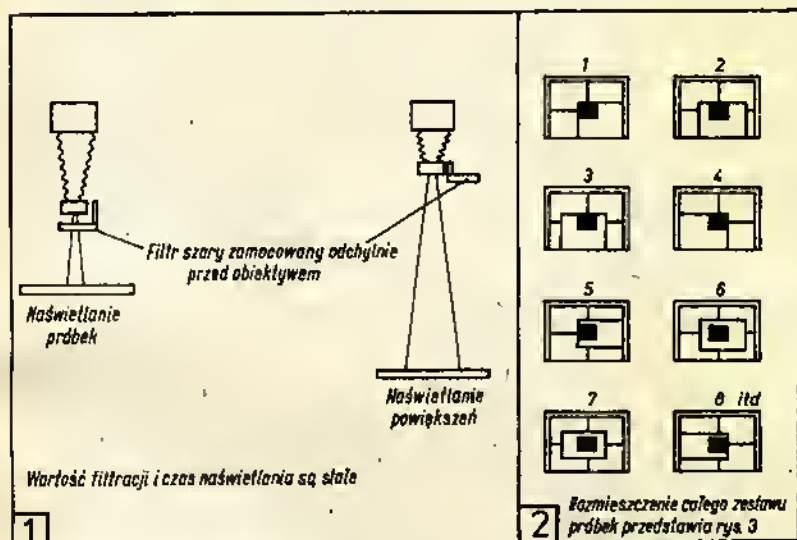 Filtr szary zamocowany odchylnie
przed obiektywem
Naświetlanie
próbek
Naświetlanie
powiększeń
Wartość filtracji i czas naświetlania są stałe
1
1
2
3
4
5
6
7
8 itd
2
Rozmieszczenie całego zestawu
próbek przedstawia rys. 3